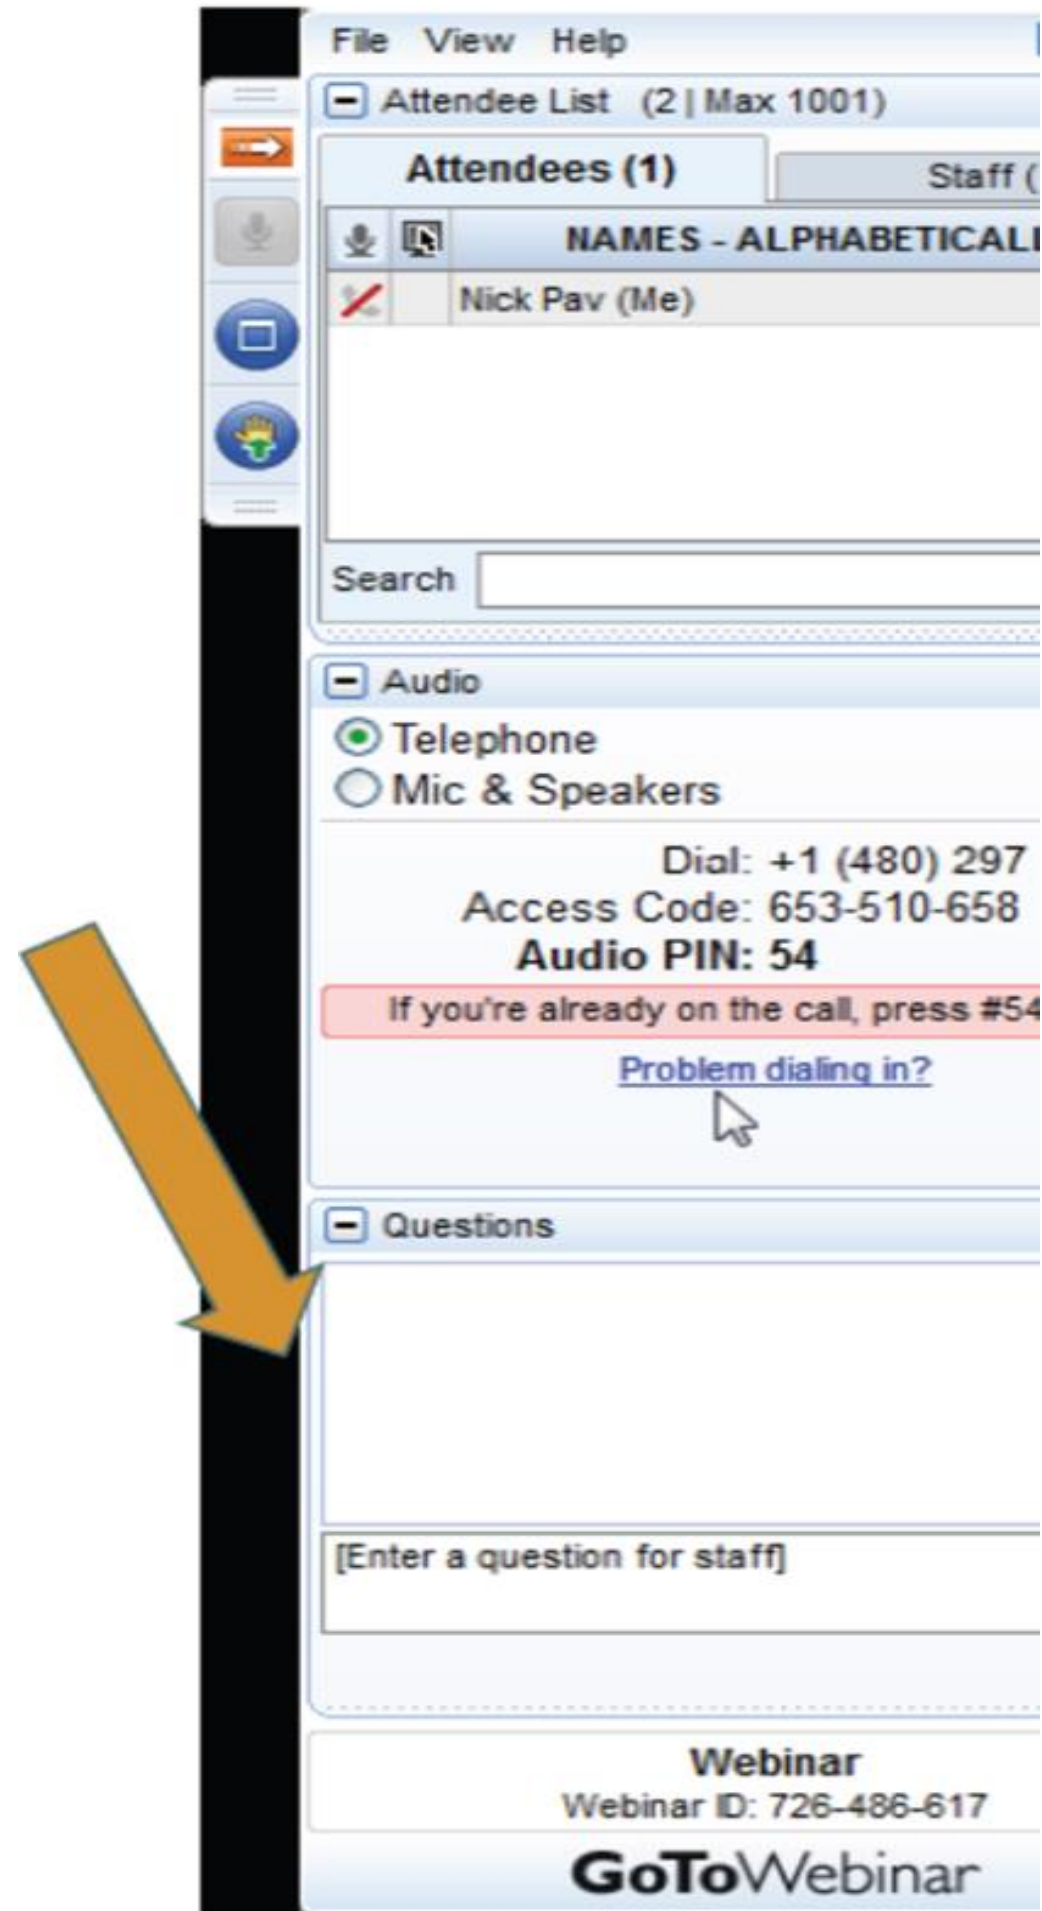 File View Help
Attendee List (2 | Max 1001)
Attendees (1) Staff (
NAMES - ALPHABETICALL
Nick Pav (Me)
Search
Audio
Telephone
Mic & Speakers
Dial: +1 (480) 297
Access Code: 653-510-658
Audio PIN: 54
If you're already on the call, press #54
Problem dialing in?
Questions
[Enter a question for staff]
Webinar
Webinar ID: 726-486-617
GoToWebinar